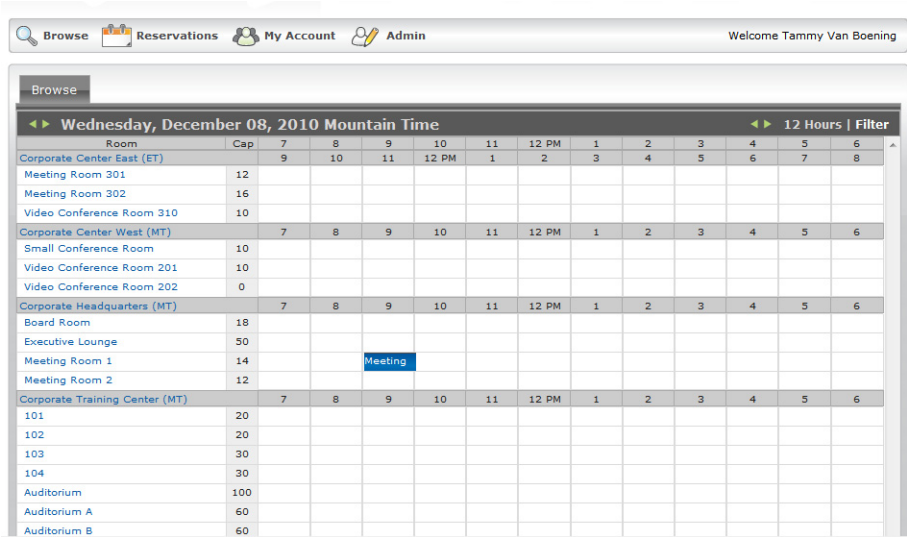 Browse Reservations My Account Admin Welcome Tammy Van Boening
Browse
Wednesday, December 08, 2010 Mountain Time 12 Hours | Filter
Room Cap 7 8 9 10 11 12 PM 1 2 3 4 5 6
Corporate Center East (ET) 9 10 11 12 PM 1 2 3 4 5 6 7 8
Meeting Room 301 12
Meeting Room 302 16
Video Conference Room 310 10
Corporate Center West (MT) 7 8 9 10 11 12 PM 1 2 3 4 5 6
Small Conference Room 10
Video Conference Room 201 10
Video Conference Room 202 0
Corporate Headquarters (MT) 7 8 9 10 11 12 PM 1 2 3 4 5 6
Board Room 18
Executive Lounge 50
Meeting Room 1 14 Meeting
Meeting Room 2 12
Corporate Training Center (MT) 7 8 9 10 11 12 PM 1 2 3 4 5 6
101 20
102 20
103 30
104 30
Auditorium 100
Auditorium A 60
Auditorium B 60